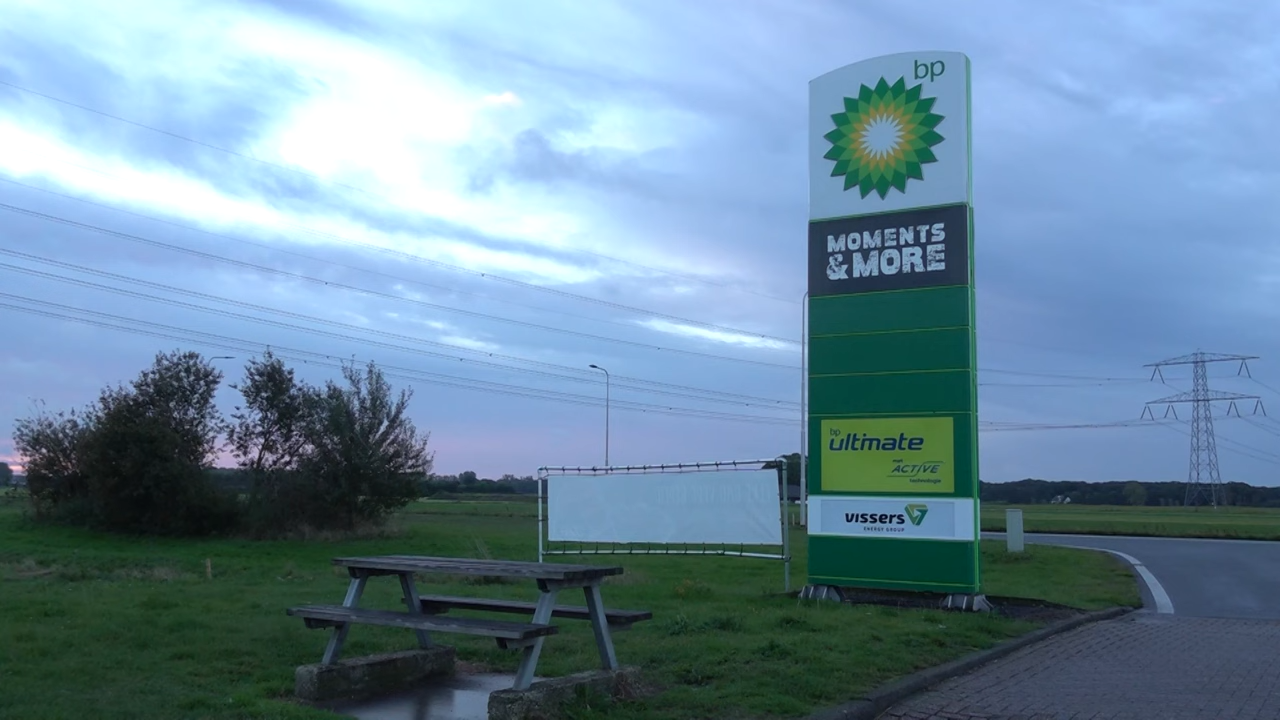 bp
MOMENTS
& MORE
bp
ultimate
met
ACTIVE
technologie
vissers
ENERGY GROUP